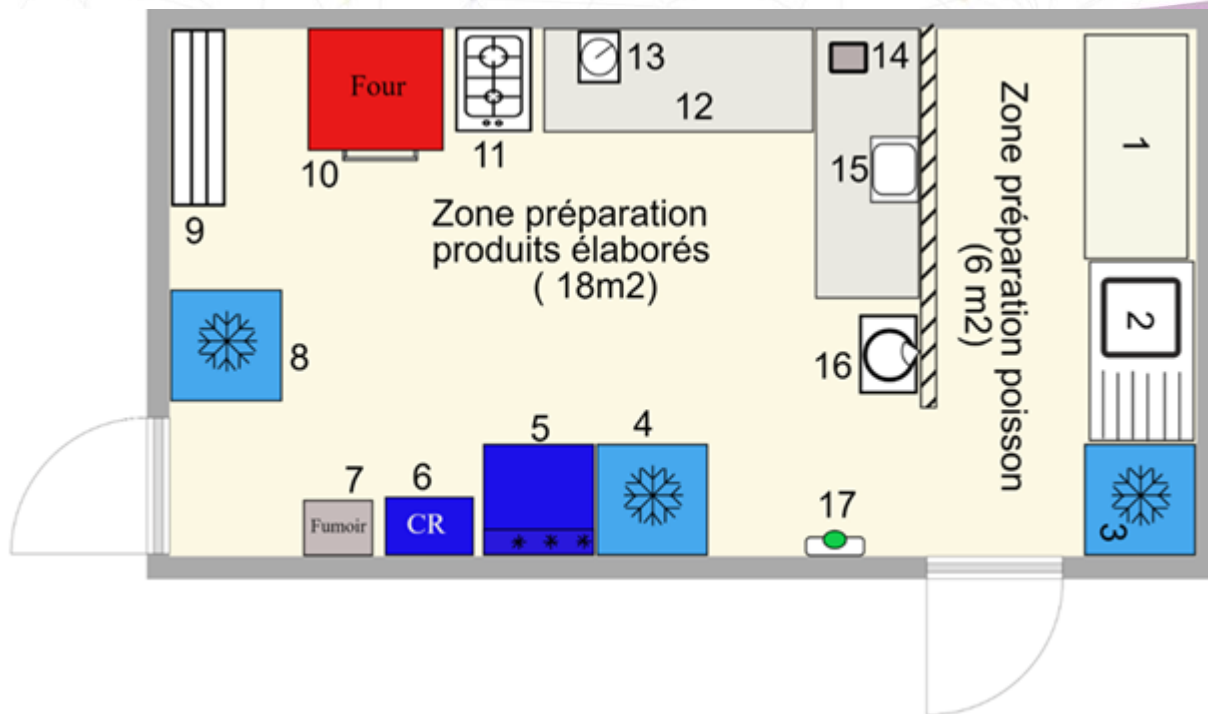 Four
13
14
12
11
10
15
9
Zone préparation
produits élaborés
( 18m2)
Zone préparation poisson
(6 m2)
1
2
16
8
5
4
7
6
17
3
Fumoir
CR